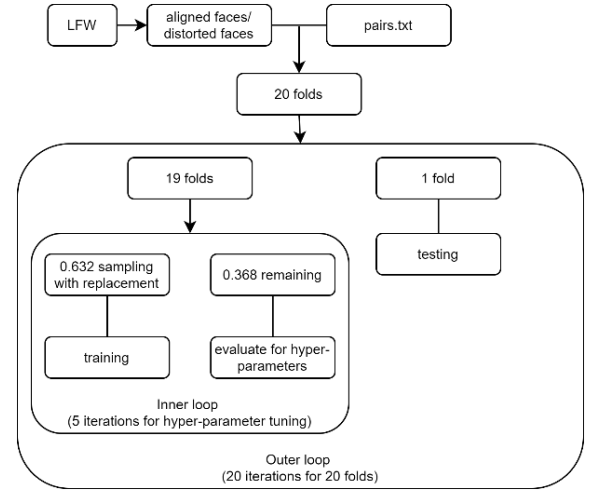 LFW
aligned faces/
distorted faces
pairs.txt
20 folds
19 folds
1 fold
testing
0.632 sampling
with replacement
0.368 remaining
training
evaluate for hyper-
parameters
Inner loop
(5 iterations for hyper-parameter tuning)
Outer loop
(20 iterations for 20 folds)